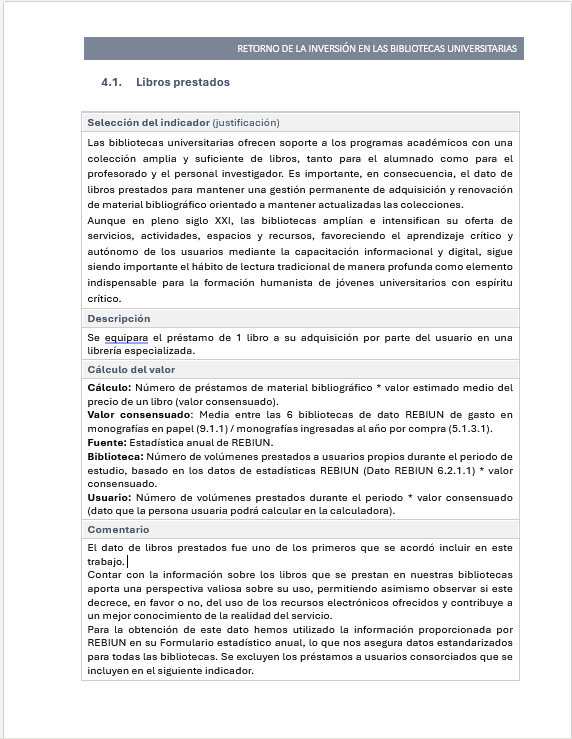 RETORNO DE LA INVERSIÓN EN LAS BIBLIOTECAS UNIVERSITARIAS
4.1. Libros prestados
Selección del indicador (justificación)
Las bibliotecas universitarias ofrecen soporte a los programas académicos con una
colección amplia y suficiente de libros, tanto para el alumnado como para el
profesorado y el personal investigador. Es importante, en consecuencia, el dato de
libros prestados para mantener una gestión permanente de adquisición y renovación
de material bibliográfico orientado a mantener actualizadas las colecciones.
Aunque en pleno siglo XXI, las bibliotecas amplían e intensifican su oferta de
servicios, actividades, espacios y recursos, favoreciendo el aprendizaje crítico y
autónomo de los usuarios mediante la capacitación informacional y digital, sigue
siendo importante el hábito de lectura tradicional de manera profunda como elemento
indispensable para la formación humanista de jóvenes universitarios con espíritu
crítico.
Descripción
Se equipara el préstamo de 1 libro a su adquisición por parte del usuario en una
librería especializada.
Cálculo del valor
Cálculo: Número de préstamos de material bibliográfico * valor estimado medio del
precio de un libro (valor consensuado).
Valor consensuado: Media entre las 6 bibliotecas de dato REBIUN de gasto en
monografías en papel (9.1.1) / monografías ingresadas al año por compra (5.1.3.1).
Fuente: Estadística anual de REBIUN.
Biblioteca: Número de volúmenes prestados a usuarios propios durante el periodo de
estudio, basado en los datos de estadísticas REBIUN (Dato REBIUN 6.2.1.1) * valor
consensuado.
Usuario: Número de volúmenes prestados durante el periodo * valor consensuado
(dato que la persona usuaria podrá calcular en la calculadora).
Comentario
El dato de libros prestados fue uno de los primeros que se acordó incluir en este
trabajo.
Contar con la información sobre los libros que se prestan en nuestras bibliotecas
aporta una perspectiva valiosa sobre su uso, permitiendo asimismo observar si este
decrece, en favor o no, del uso de los recursos electrónicos ofrecidos y contribuye a
un mejor conocimiento de la realidad del servicio.
Para la obtención de este dato hemos utilizado la información proporcionada por
REBIUN en su Formulario estadístico anual, lo que nos asegura datos estandarizados
para todas las bibliotecas. Se excluyen los préstamos a usuarios consorciados que se
incluyen en el siguiente indicador.